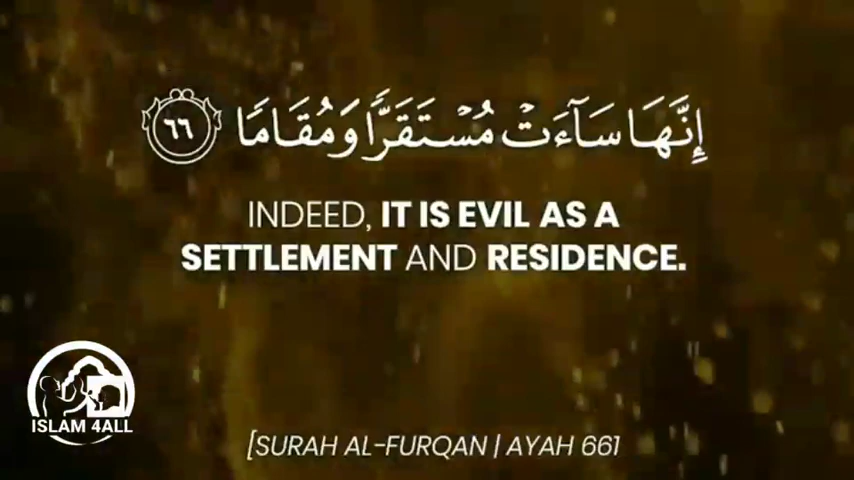 إِنَّهَا سَآءَتْ مُسْتَقَرًّا وَمُقَامًا ٦٦
INDEED, IT IS EVIL AS A
SETTLEMENT AND RESIDENCE.
ISLAM 4ALL
[SURAH AL-FURQAN | AYAH 661